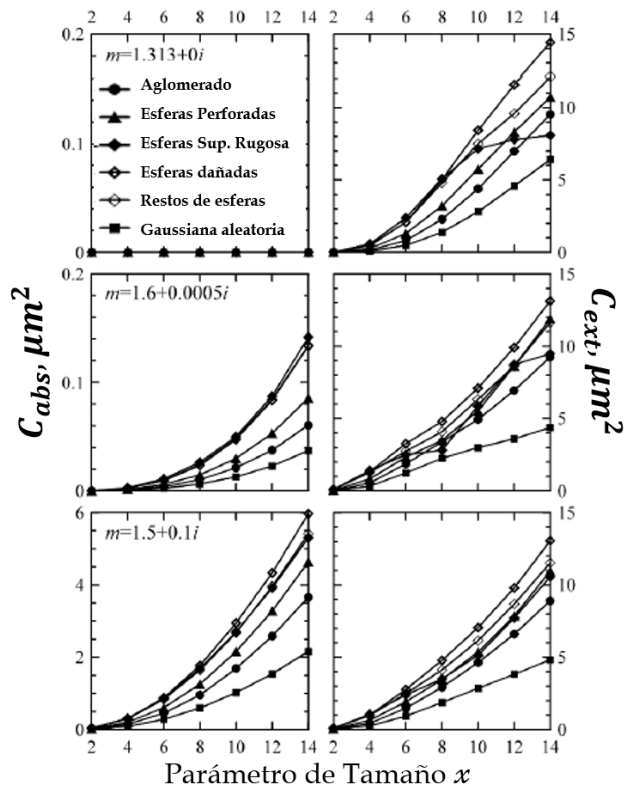 2 4 6 8 10 12 14 2 4 6 8 10 12 14
0.2 15
m=1.313+0i
Aglomerado
Esferas Perforadas
Esferas Sup. Rugosa
Esferas dañadas
Restos de esferas
Gaussiana aleatoria
0.1 10
5
0 0
0.2 15
m=1.6+0.0005i
0.1 10
5
0 0
C_abs, μm²
C_ext, μm²
6 15
m=1.5+0.1i
4 10
2 5
0 0
2 4 6 8 10 12 14 2 4 6 8 10 12 14
Parámetro de Tamaño x